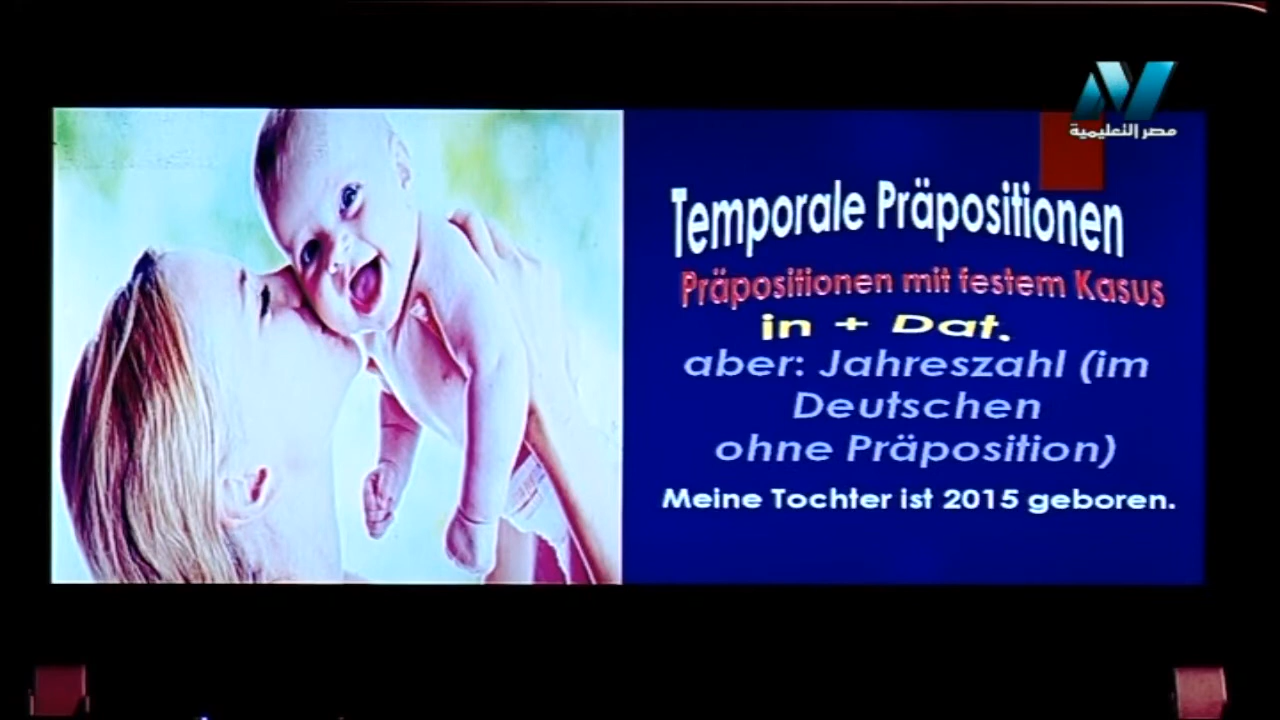 مصر التعليمية
Temporale Präpositionen
Präpositionen mit festem Kasus
in + Dat.
aber: Jahreszahl (im
Deutschen
ohne Präposition)
Meine Tochter ist 2015 geboren.